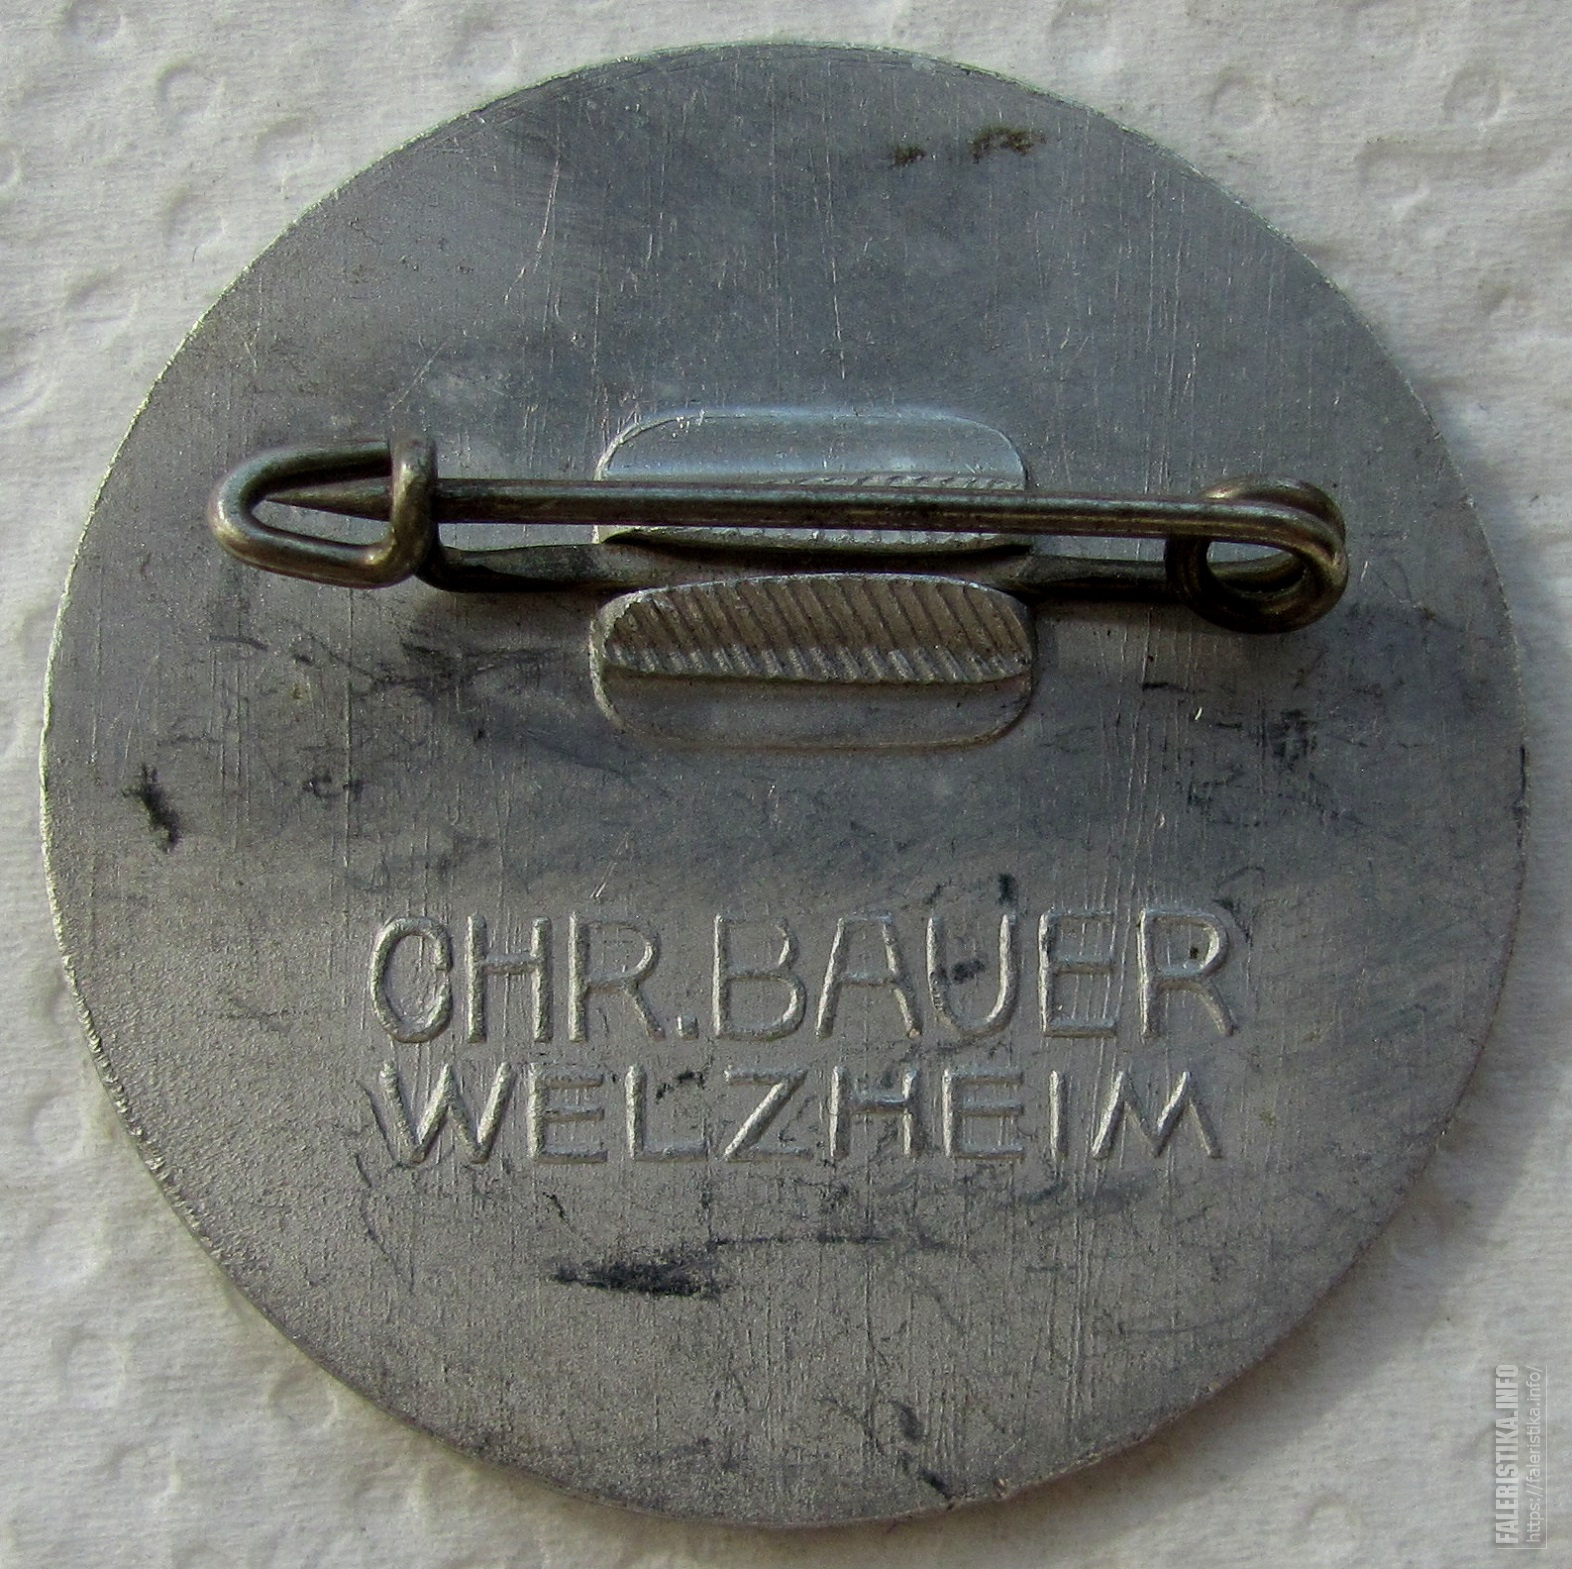 CHR.BAUER
WELZHEIM
FALERISTIKA.INFO
https://faleristika.info/